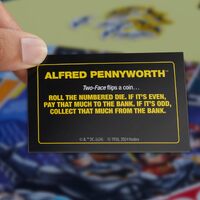 ALFRED PENNYWORTH™
Two-Face flips a coin...
ROLL THE NUMBERED DIE. IF IT'S EVEN,
PAY THAT MUCH TO THE BANK. IF IT'S ODD,
COLLECT THAT MUCH FROM THE BANK.